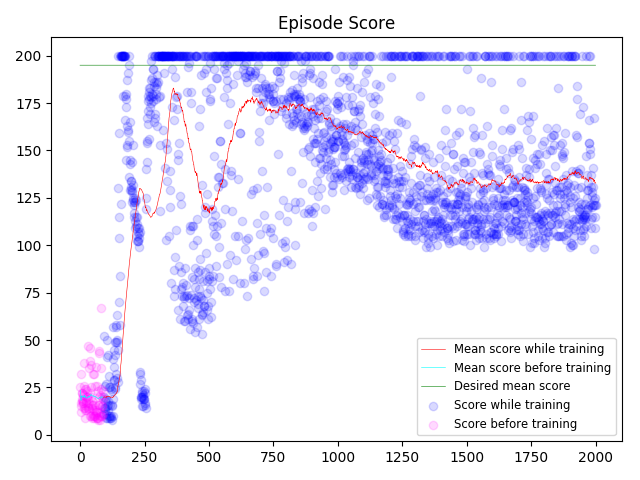 Episode Score
200
175
150
125
100
75
50
25
0
Mean score while training
Mean score before training
Desired mean score
Score while training
Score before training
0 250 500 750 1000 1250 1500 1750 2000